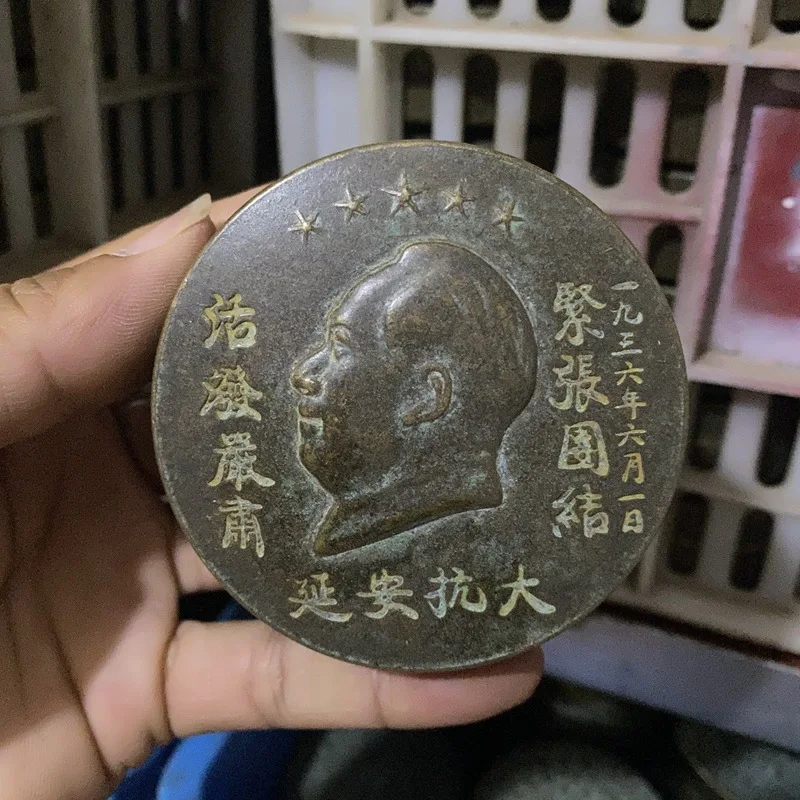 一九三六年六月一日
緊張團結
活發嚴肅
延安抗大